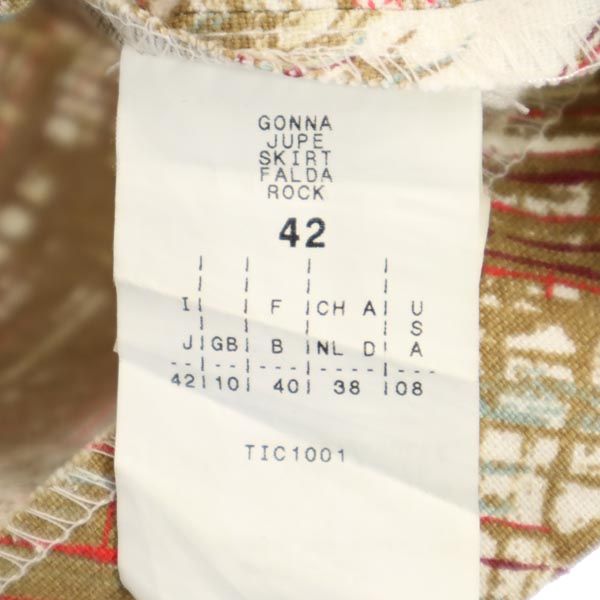 GONNA
JUPE
SKIRT
FALDA
ROCK
42
I | | F | CH A | U
S
J | GB | B | NL D | A
--|---|----|-----|---
42 | 10 | 40 | 38 | 08
TIC1001